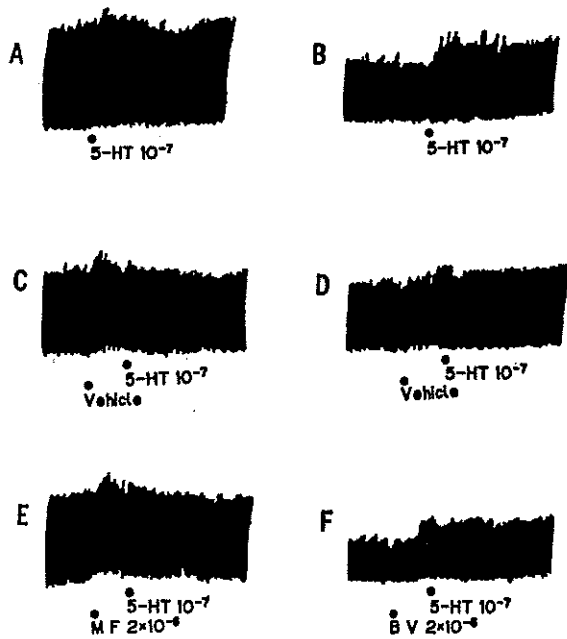 A
5-HT 10⁻⁷
B
5-HT 10⁻⁷
C
5-HT 10⁻⁷
Vehicle
D
5-HT 10⁻⁷
Vehicle
E
5-HT 10⁻⁷
M F 2×10⁻⁶
F
5-HT 10⁻⁷
B V 2×10⁻⁶